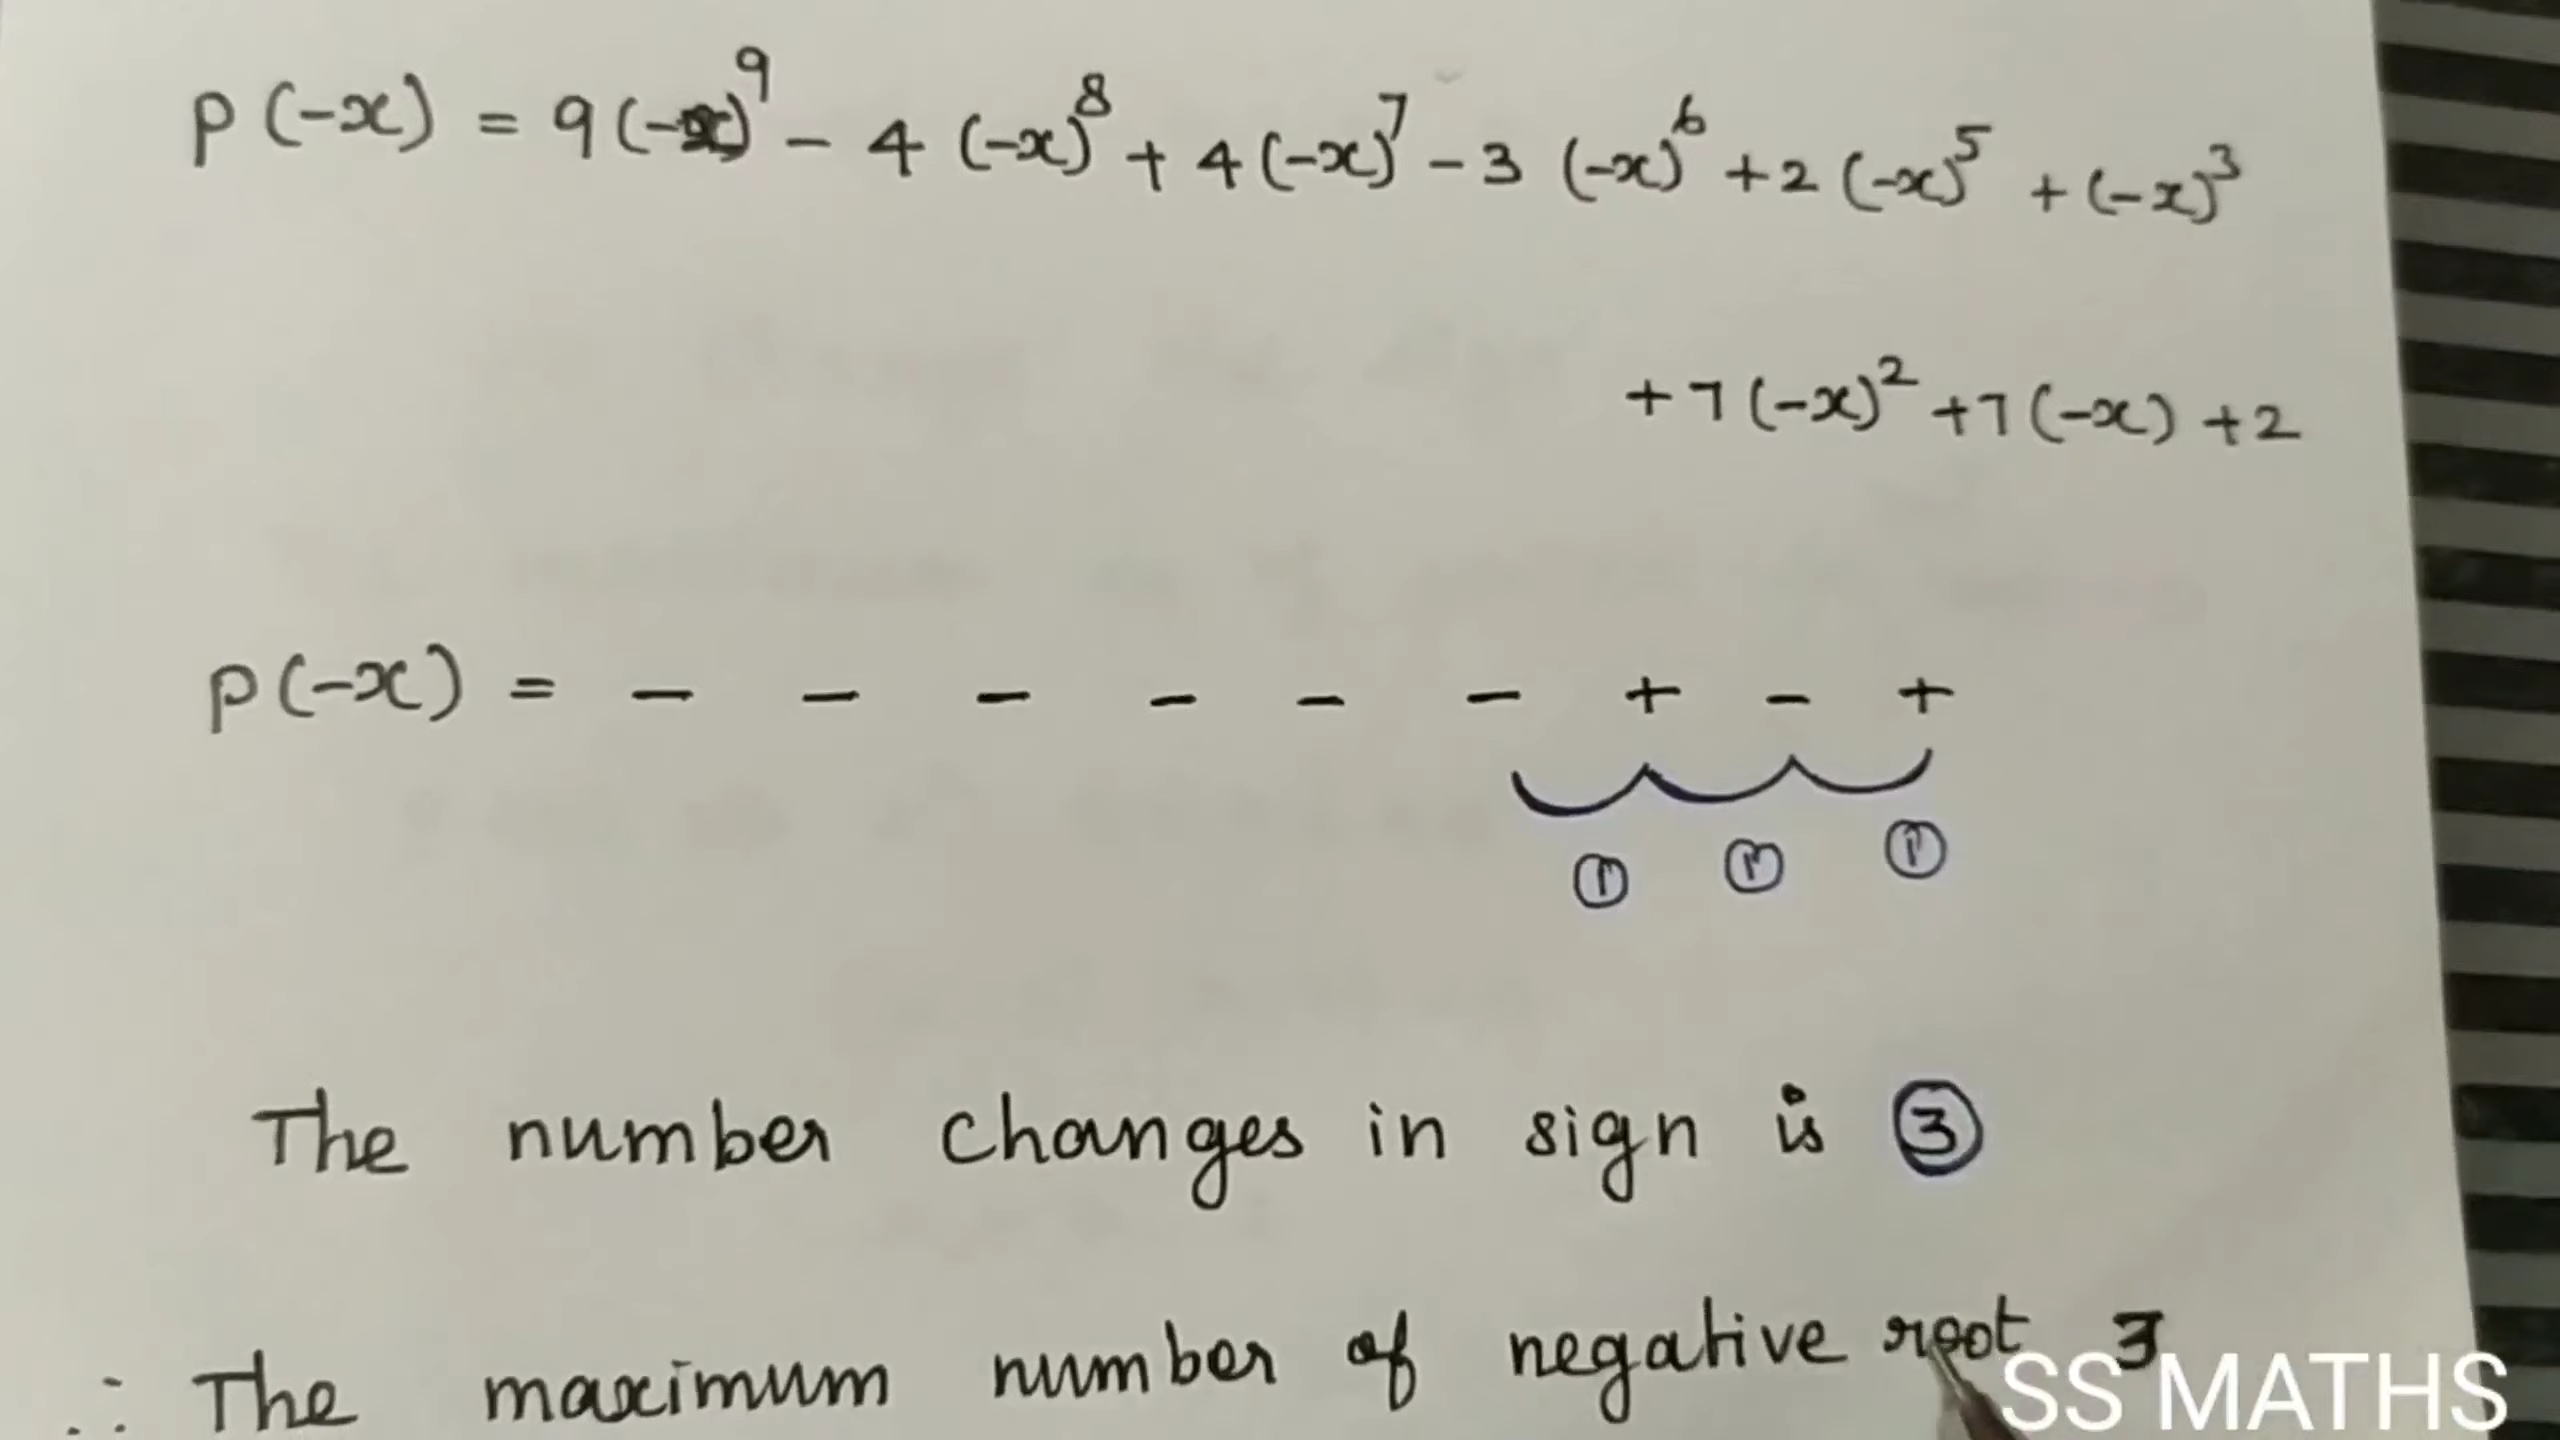 P(-x) = 9(-x)⁹ - 4(-x)⁸ + 4(-x)⁷ - 3(-x)⁶ + 2(-x)⁵ + (-x)³
+ 7(-x)² + 7(-x) + 2
P(-x) = - - - - - - + - +
① ① ①
The number changes in sign is ③
∴ The maximum number of negative root 3
SS MATHS